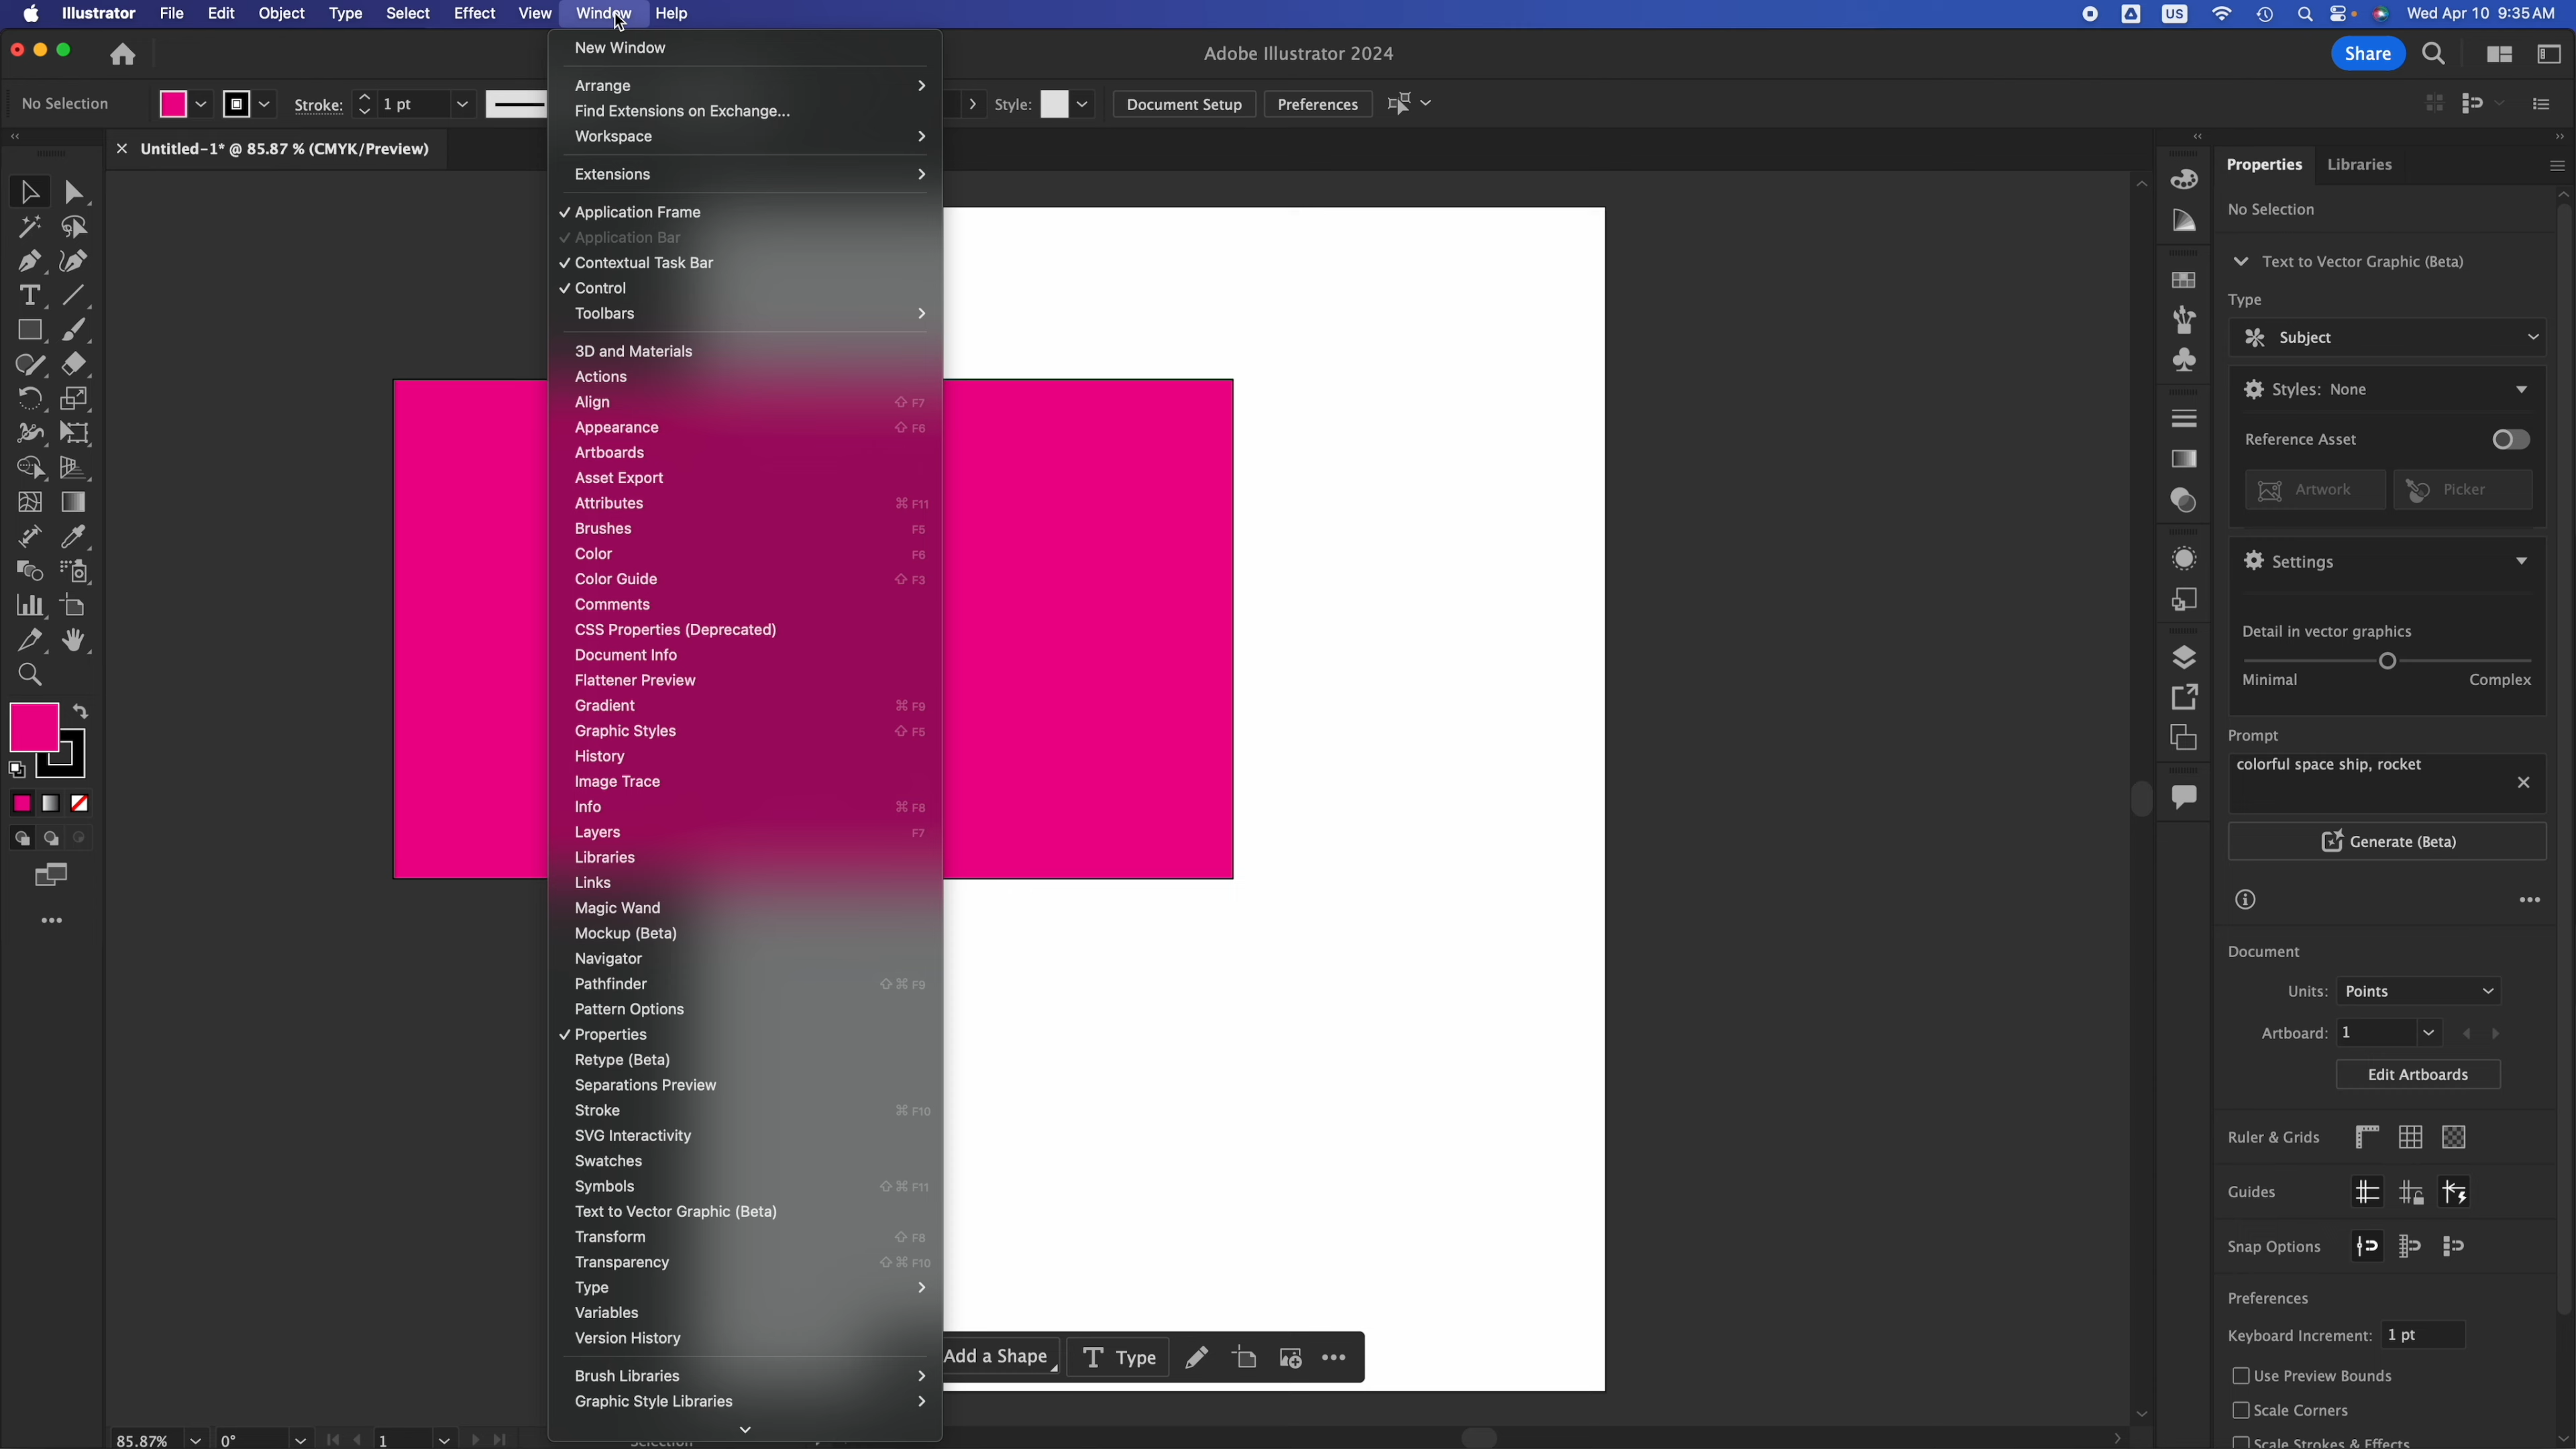 Illustrator File Edit Object Type Select Effect View Window Help US Wed Apr 10 9:35 AM
Adobe Illustrator 2024 Share
No Selection Stroke: 1 pt Style: Document Setup Preferences
Untitled-1* @ 85.87 % (CMYK/Preview)
New Window
Arrange
Find Extensions on Exchange...
Workspace
Extensions
Application Frame
Application Bar
Contextual Task Bar
Control
Toolbars
3D and Materials
Actions
Align ⇧ F7
Appearance ⇧ F6
Artboards
Asset Export
Attributes ⌘ F11
Brushes F5
Color F6
Color Guide ⇧ F3
Comments
CSS Properties (Deprecated)
Document Info
Flattener Preview
Gradient ⌘ F9
Graphic Styles ⇧ F5
History
Image Trace
Info ⌘ F8
Layers F7
Libraries
Links
Magic Wand
Mockup (Beta)
Navigator
Pathfinder ⇧ ⌘ F9
Pattern Options
Properties
Retype (Beta)
Separations Preview
Stroke ⌘ F10
SVG Interactivity
Swatches
Symbols ⇧ ⌘ F11
Text to Vector Graphic (Beta)
Transform ⇧ F8
Transparency ⇧ ⌘ F10
Type
Variables
Version History
Brush Libraries
Graphic Style Libraries
Add a Shape Type
85.87% 0° 1 Selection
Properties Libraries
No Selection
Text to Vector Graphic (Beta)
Type
Subject
Styles: None
Reference Asset
Artwork Picker
Settings
Detail in vector graphics
Minimal Complex
Prompt
colorful space ship, rocket
Generate (Beta)
Document
Units: Points
Artboard: 1
Edit Artboards
Ruler & Grids
Guides
Snap Options
Preferences
Keyboard Increment: 1 pt
Use Preview Bounds
Scale Corners
Scale Strokes & Effects